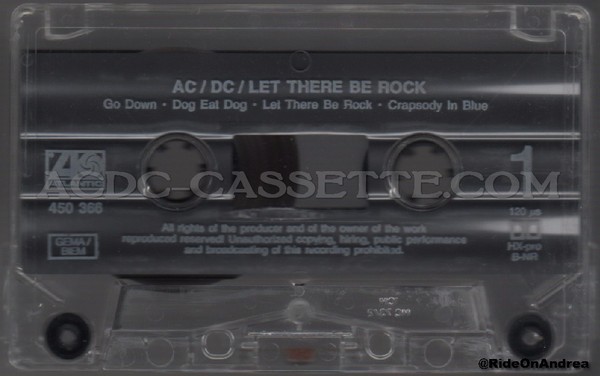 AC / DC / LET THERE BE ROCK
Go Down · Dog Eat Dog · Let There Be Rock · Crapsody In Blue
ATLANTIC
1
ACDC-CASSETTE.COM
450 366
120 µs
All rights of the producer and of the owner of the work
reproduced reserved! Unauthorized copying, hiring, public performance
and broadcasting of this recording prohibited.
GEMA/
BIEM
HX-pro
B-NR
@RideOnAndrea